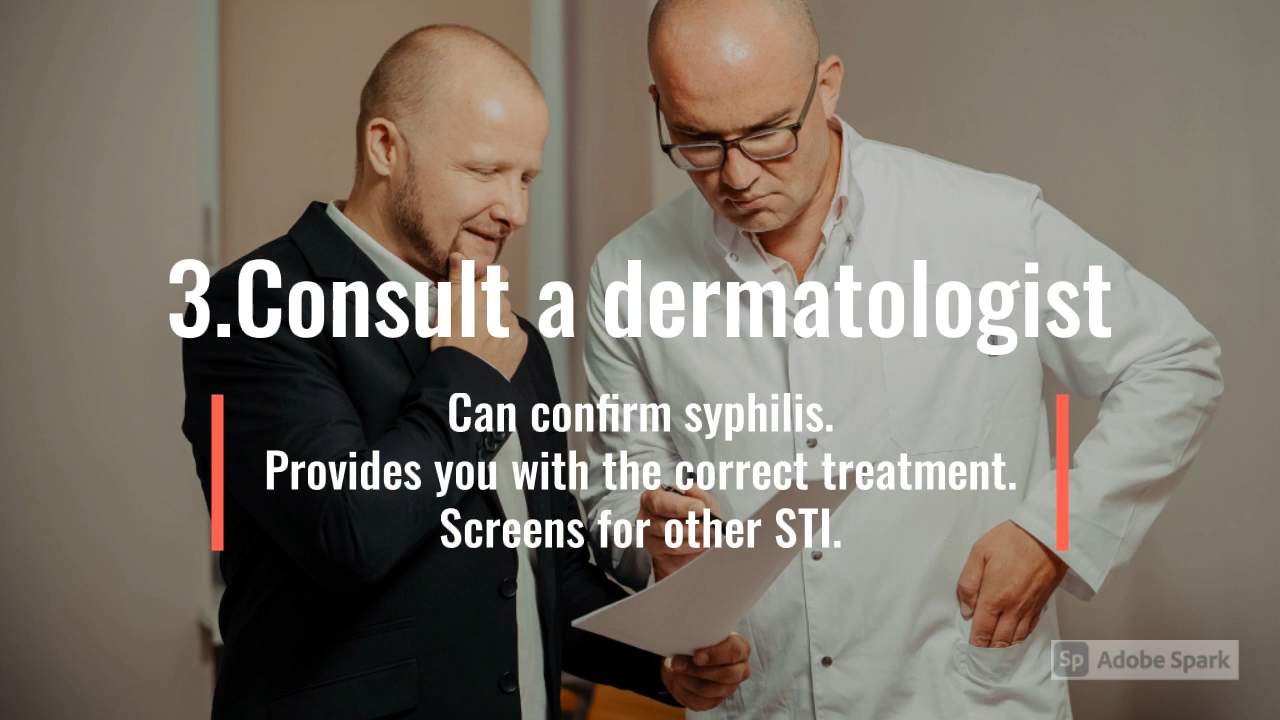 3.Consult a dermatologist
Can confirm syphilis.
Provides you with the correct treatment.
Screens for other STI.
Sp Adobe Spark